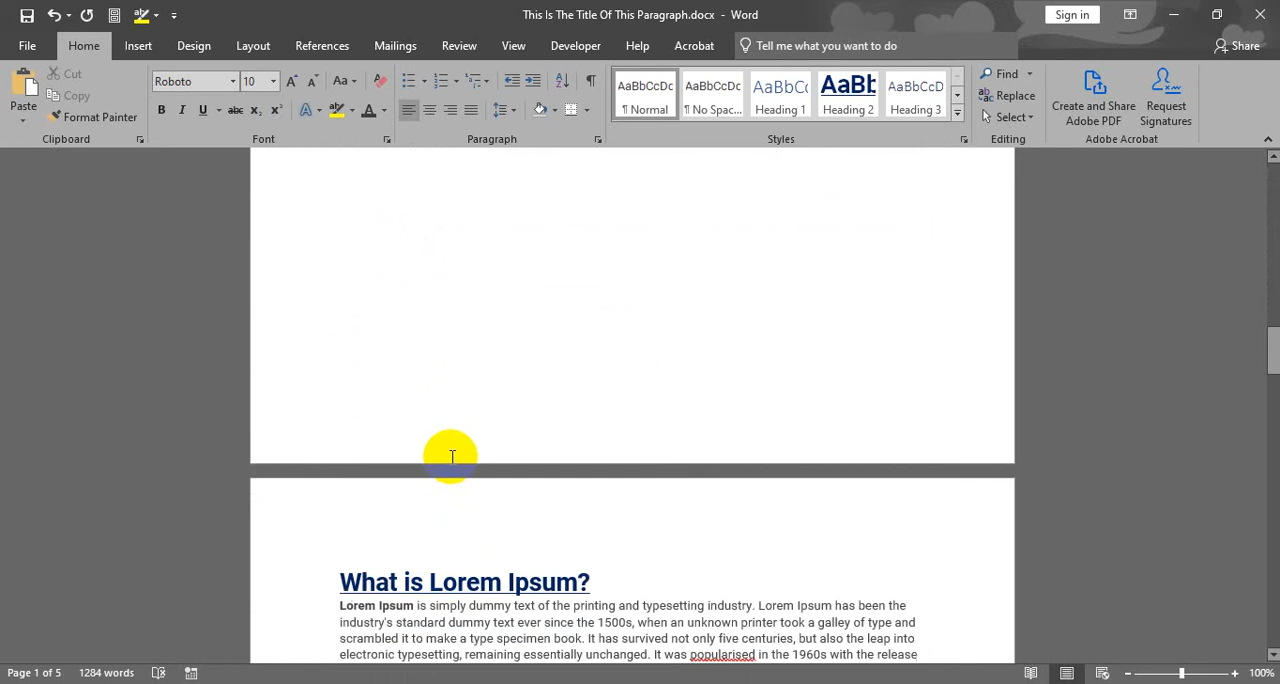 This Is The Title Of This Paragraph.docx - Word
Sign in
File Home Insert Design Layout References Mailings Review View Developer Help Acrobat Tell me what you want to do Share
Paste
Cut
Copy
Format Painter
Clipboard
Roboto 10
Aa
B I U abc x₂ x² A ab A
Font
Paragraph
AaBbCcDc AaBbCcDc AaBbCc AaBb AaBbCcD
¶ Normal ¶ No Spac... Heading 1 Heading 2 Heading 3
Styles
Find
Replace
Select
Editing
Create and Share Adobe PDF
Request Signatures
Adobe Acrobat
What is Lorem Ipsum?
Lorem Ipsum is simply dummy text of the printing and typesetting industry. Lorem Ipsum has been the
industry's standard dummy text ever since the 1500s, when an unknown printer took a galley of type and
scrambled it to make a type specimen book. It has survived not only five centuries, but also the leap into
electronic typesetting, remaining essentially unchanged. It was popularised in the 1960s with the release
Page 1 of 5 1284 words 100%